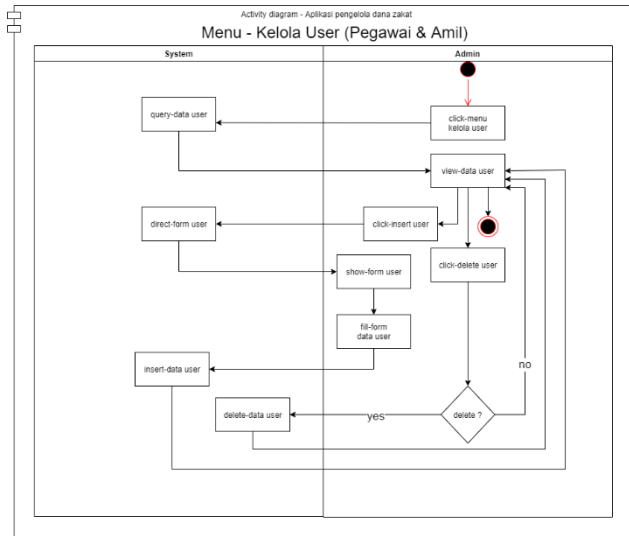 Activity diagram - Aplikasi pengelola dana zakat
Menu - Kelola User (Pegawai & Amil)
System
Admin
query-data user
click-menu
kelola user
view-data user
direct-form user
click-insert user
click-delete user
show-form user
fill-form
data user
insert-data user
no
delete-data user
yes
delete ?